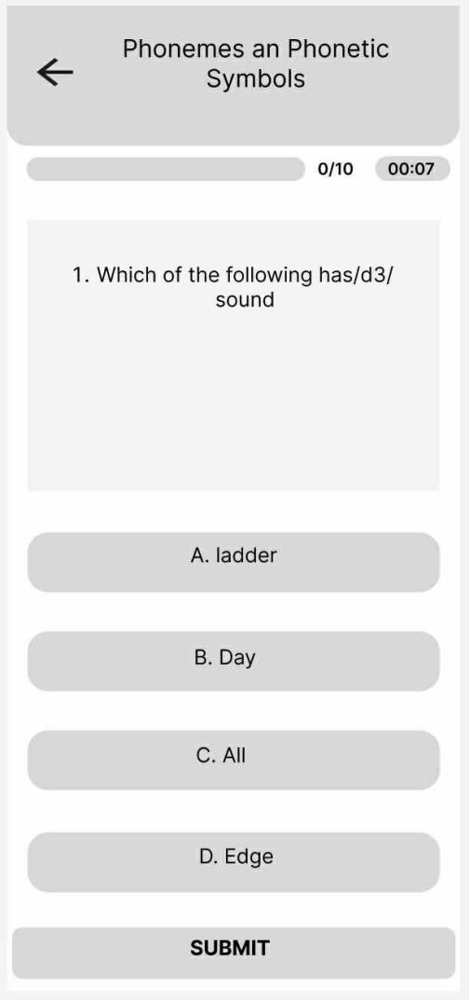 Phonemes an Phonetic
Symbols
0/10 00:07
1. Which of the following has/d3/
sound
A. ladder
B. Day
C. All
D. Edge
SUBMIT